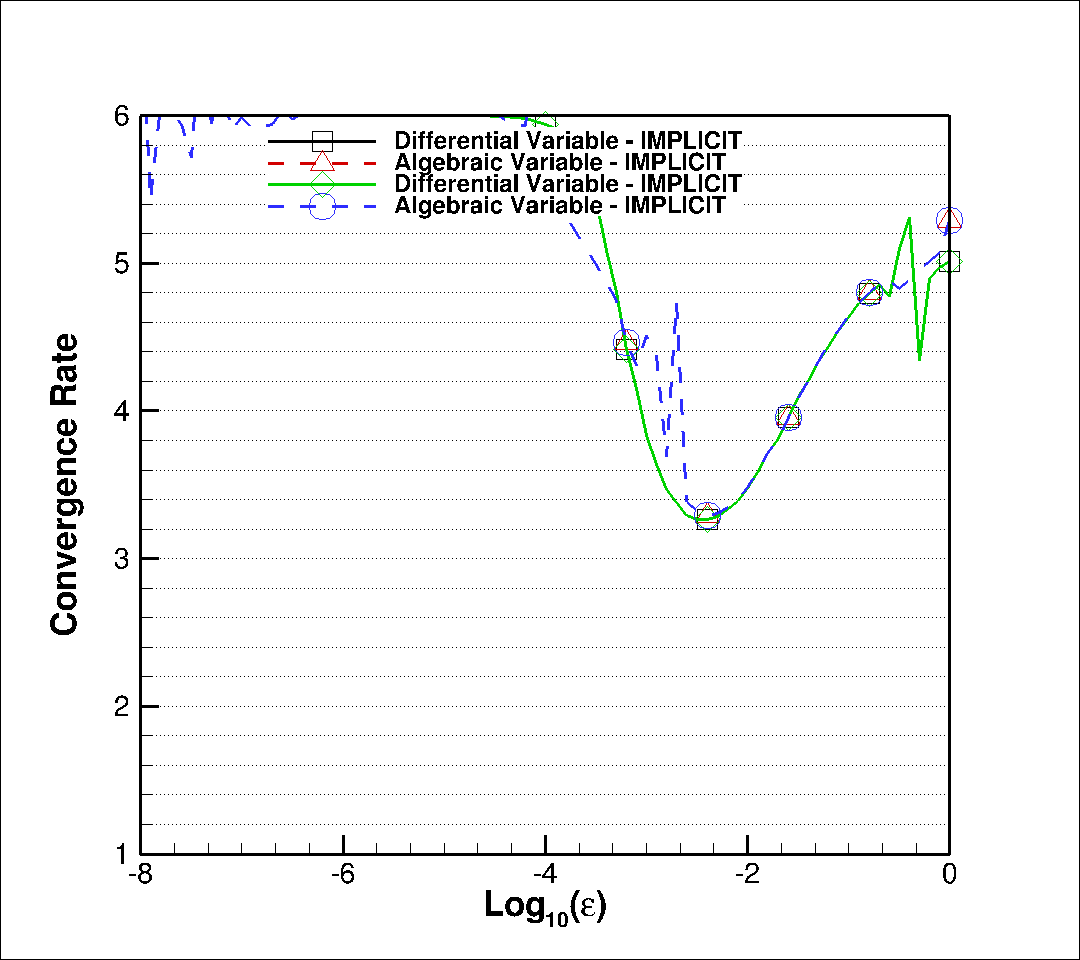 6
Differential Variable - IMPLICIT
Algebraic Variable - IMPLICIT
Differential Variable - IMPLICIT
Algebraic Variable - IMPLICIT
5
4
3
2
1
Convergence Rate
-8 -6 -4 -2 0
Log10(ε)